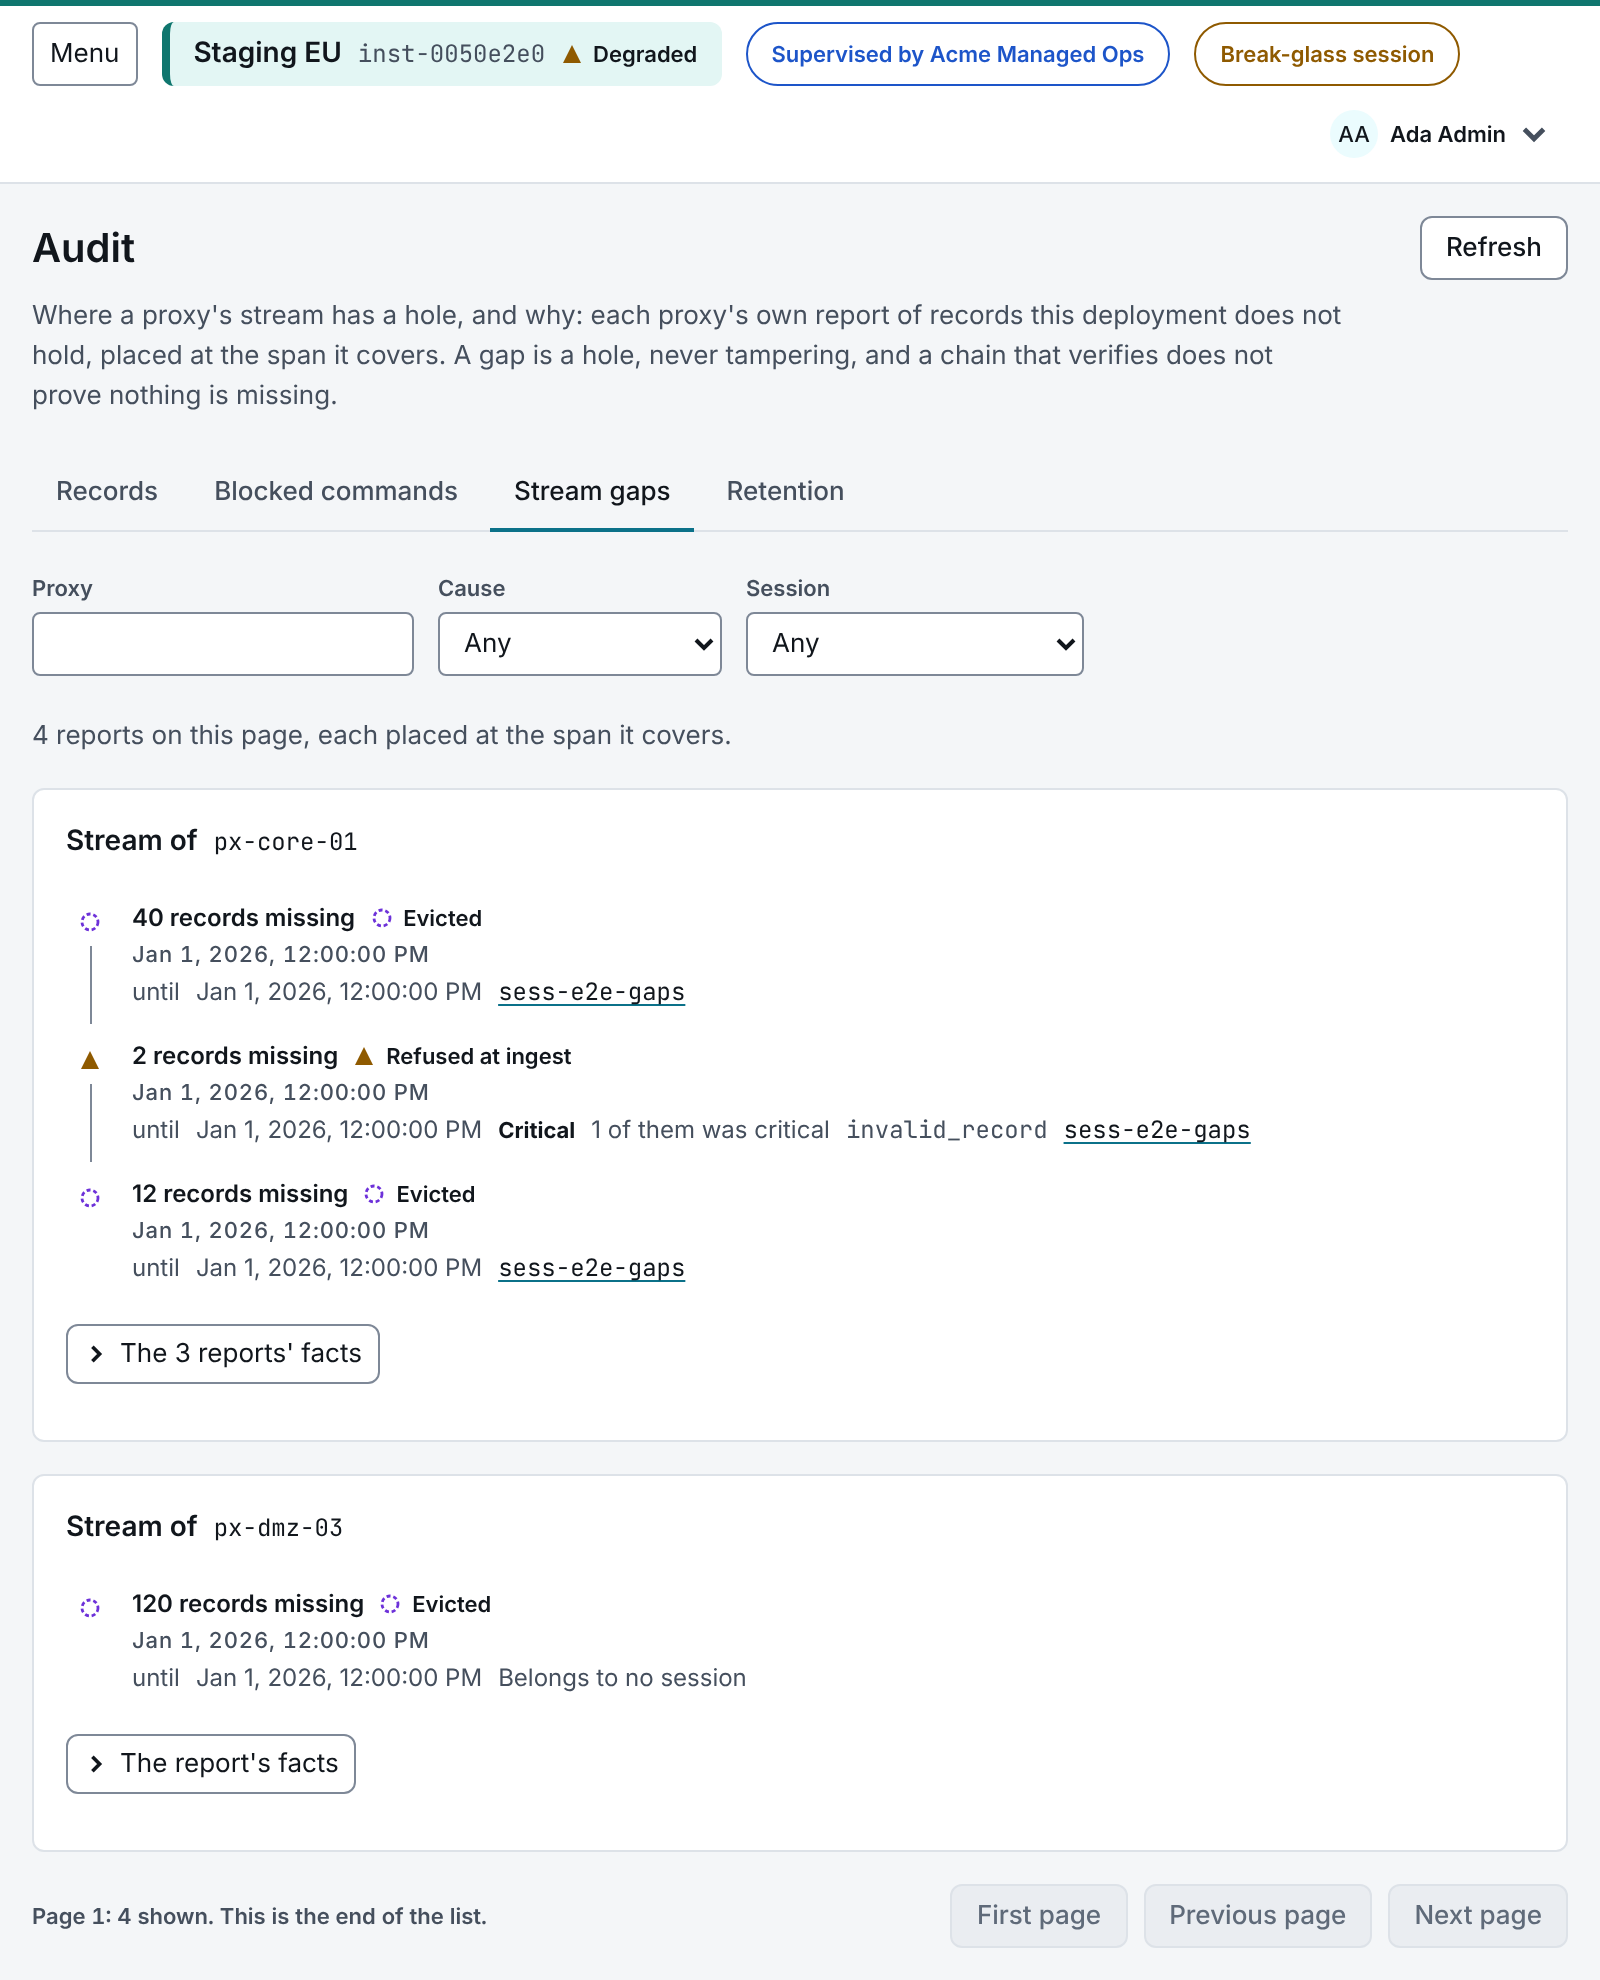 Menu
Staging EU inst-0050e2e0 Degraded
Supervised by Acme Managed Ops
Break-glass session
AA Ada Admin
Audit
Refresh
Where a proxy's stream has a hole, and why: each proxy's own report of records this deployment does not
hold, placed at the span it covers. A gap is a hole, never tampering, and a chain that verifies does not
prove nothing is missing.
Records Blocked commands Stream gaps Retention
Proxy Cause Session
Any Any
4 reports on this page, each placed at the span it covers.
Stream of px-core-01
40 records missing Evicted
Jan 1, 2026, 12:00:00 PM
until Jan 1, 2026, 12:00:00 PM sess-e2e-gaps
2 records missing Refused at ingest
Jan 1, 2026, 12:00:00 PM
until Jan 1, 2026, 12:00:00 PM Critical 1 of them was critical invalid_record sess-e2e-gaps
12 records missing Evicted
Jan 1, 2026, 12:00:00 PM
until Jan 1, 2026, 12:00:00 PM sess-e2e-gaps
The 3 reports' facts
Stream of px-dmz-03
120 records missing Evicted
Jan 1, 2026, 12:00:00 PM
until Jan 1, 2026, 12:00:00 PM Belongs to no session
The report's facts
Page 1: 4 shown. This is the end of the list.
First page Previous page Next page